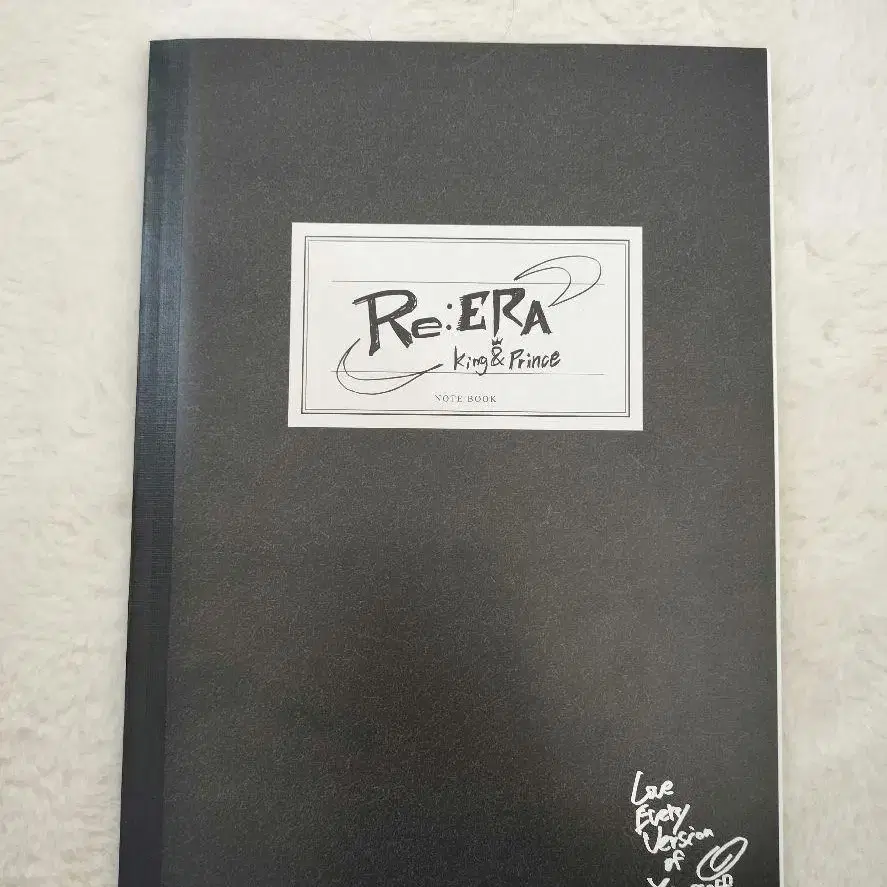 Re:ERA
King & Prince
NOTE BOOK
Love
Every
Version
of